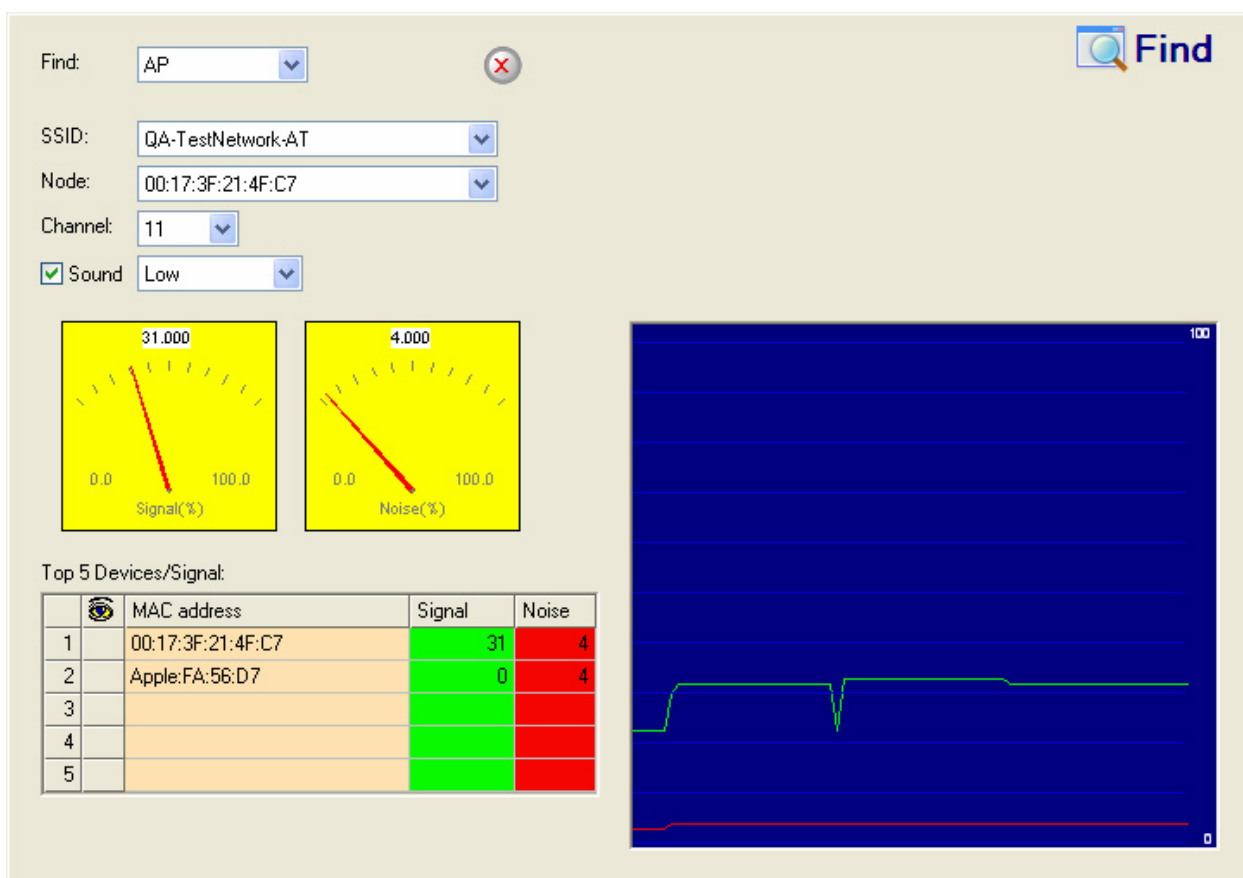 Find: AP
Find
SSID: QA-TestNetwork-AT
Node: 00:17:3F:21:4F:C7
Channel: 11
Sound Low
31.000
0.0 100.0
Signal(%)
4.000
0.0 100.0
Noise(%)
100
0
Top 5 Devices/Signal:
MAC address Signal Noise
1 00:17:3F:21:4F:C7 31 4
2 Apple:FA:56:D7 0 4
3
4
5